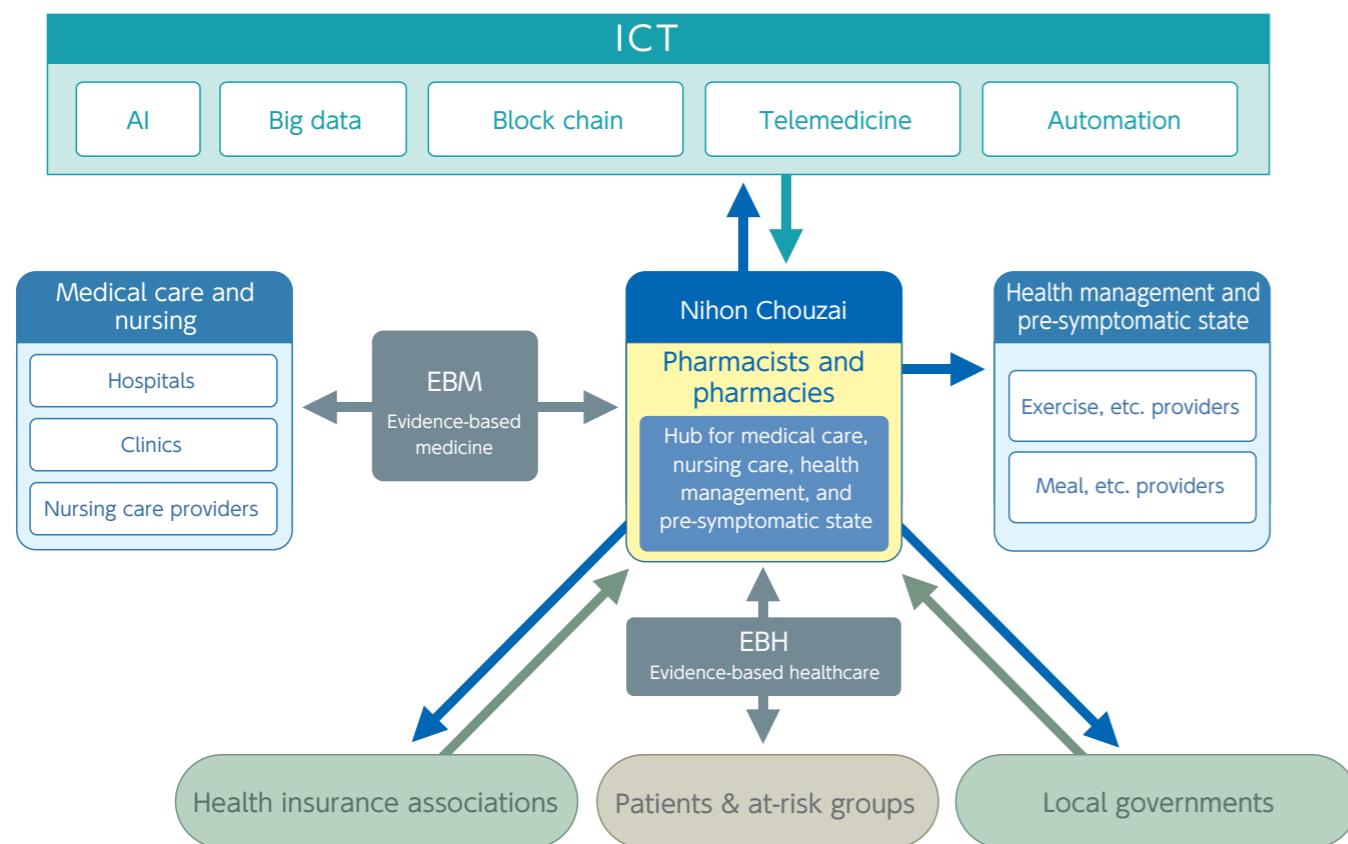 ICT
AI
Big data
Block chain
Telemedicine
Automation
Medical care and
nursing
Hospitals
Clinics
Nursing care providers
EBM
Evidence-based
medicine
Nihon Chouzai
Pharmacists and
pharmacies
Hub for medical care,
nursing care, health
management, and
pre-symptomatic state
Health management and
pre-symptomatic state
Exercise, etc. providers
Meal, etc. providers
EBH
Evidence-based healthcare
Health insurance associations
Patients & at-risk groups
Local governments